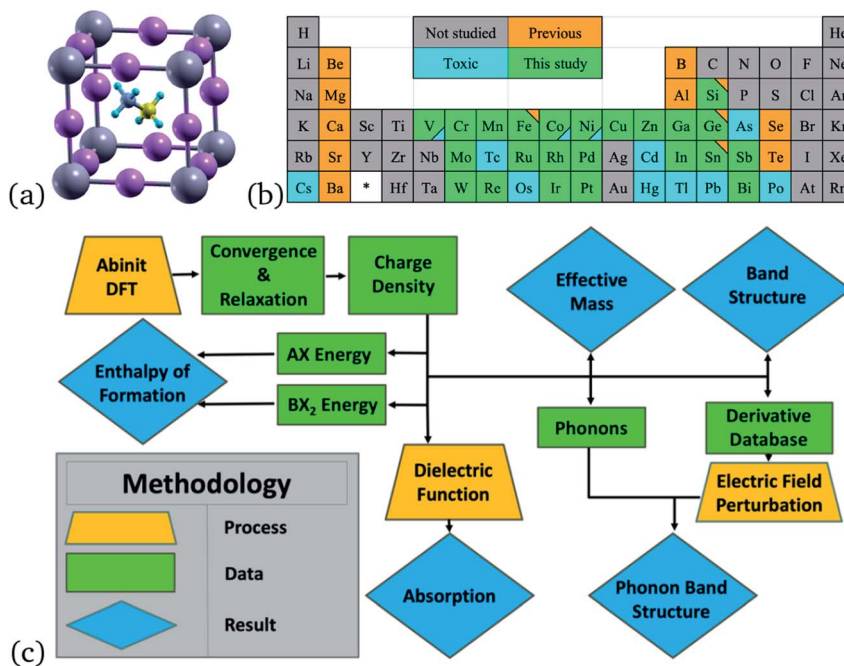 (a)
(b)
H He
Not studied Previous
Toxic This study
Li Be B C N O F Ne
Na Mg Al Si P S Cl Ar
K Ca Sc Ti V Cr Mn Fe Co Ni Cu Zn Ga Ge As Se Br Kr
Rb Sr Y Zr Nb Mo Tc Ru Rh Pd Ag Cd In Sn Sb Te I Xe
Cs Ba * Hf Ta W Re Os Ir Pt Au Hg Tl Pb Bi Po At Rn
Abinit
DFT
Convergence
&
Relaxation
Charge
Density
Effective
Mass
Band
Structure
Enthalpy of
Formation
AX Energy
BX₂ Energy
Phonons
Derivative
Database
Dielectric
Function
Electric Field
Perturbation
Absorption
Phonon Band
Structure
Methodology
Process
Data
Result
(c)